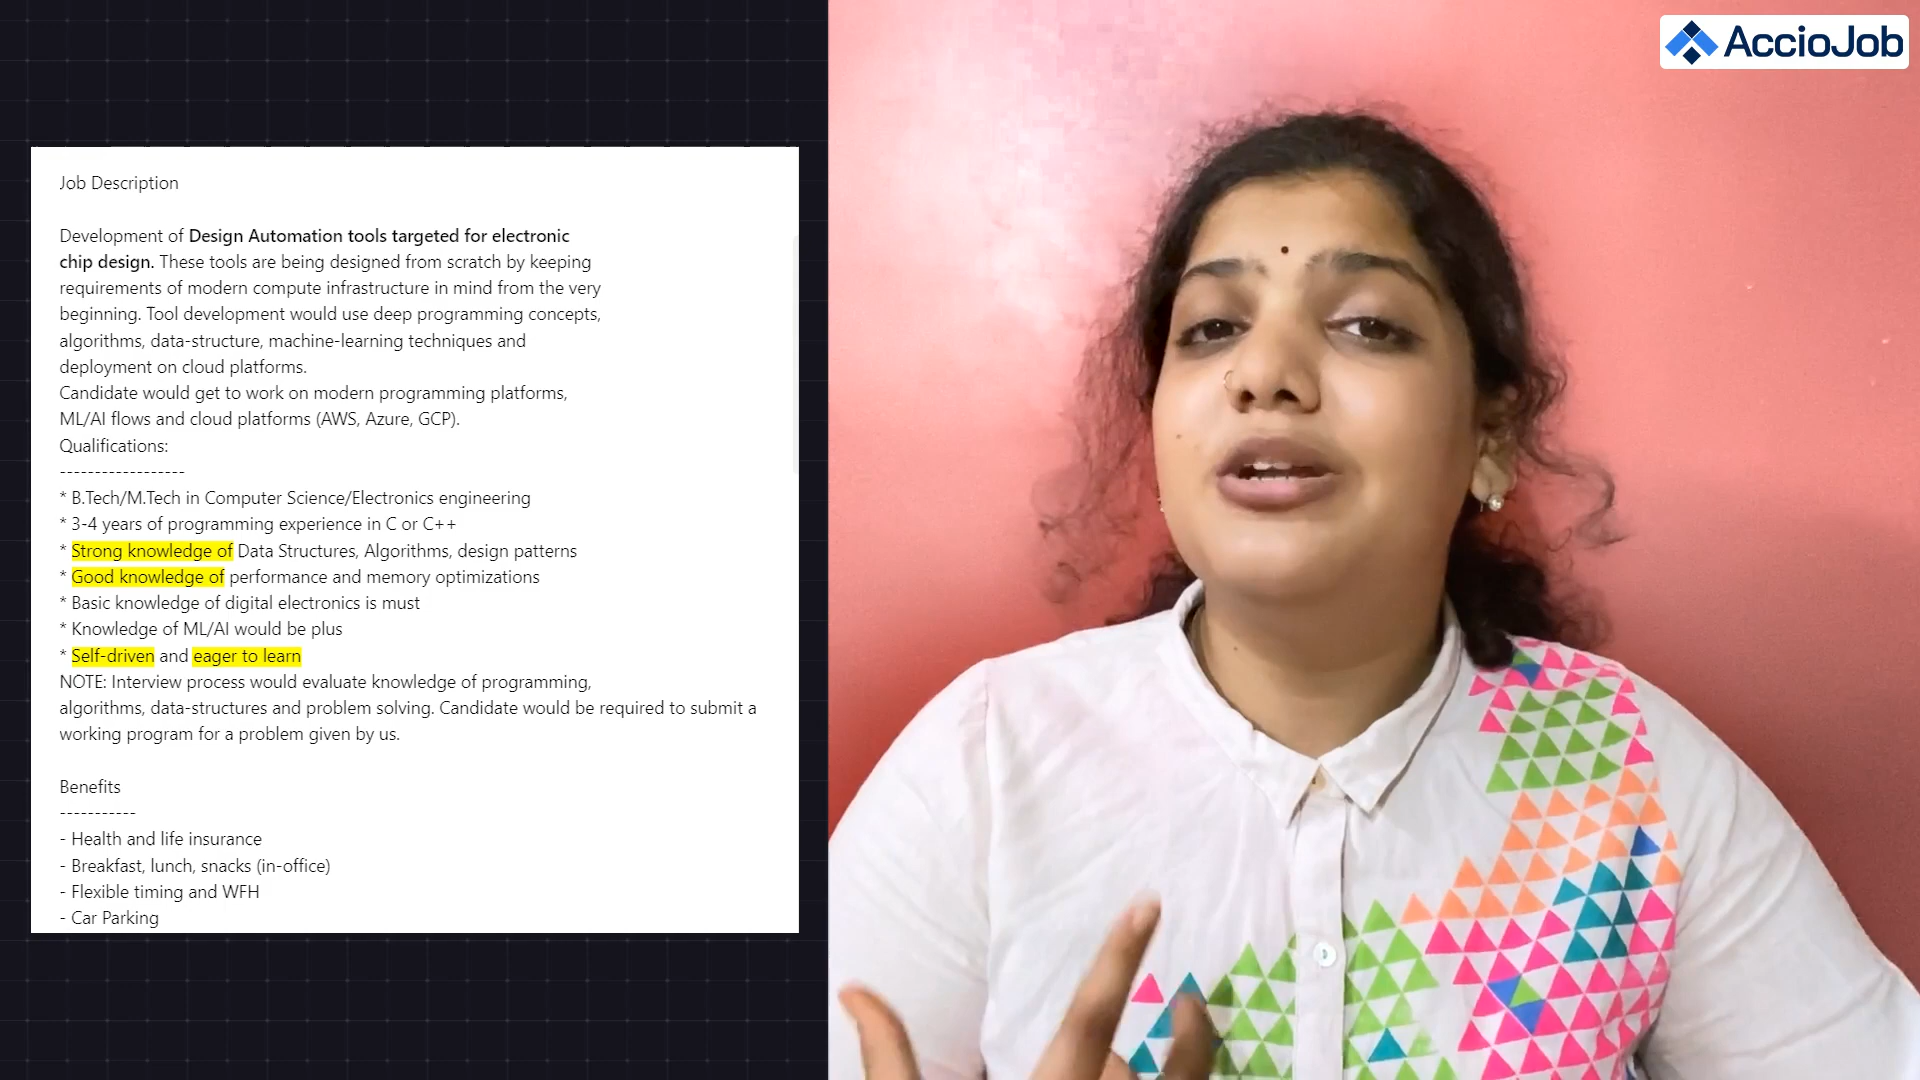 Job Description
Development of Design Automation tools targeted for electronic
chip design. These tools are being designed from scratch by keeping
requirements of modern compute infrastructure in mind from the very
beginning. Tool development would use deep programming concepts,
algorithms, data-structure, machine-learning techniques and
deployment on cloud platforms.
Candidate would get to work on modern programming platforms,
ML/AI flows and cloud platforms (AWS, Azure, GCP).
Qualifications:
------------------
* B.Tech/M.Tech in Computer Science/Electronics engineering
* 3-4 years of programming experience in C or C++
* Strong knowledge of Data Structures, Algorithms, design patterns
* Good knowledge of performance and memory optimizations
* Basic knowledge of digital electronics is must
* Knowledge of ML/AI would be plus
* Self-driven and eager to learn
NOTE: Interview process would evaluate knowledge of programming,
algorithms, data-structures and problem solving. Candidate would be required to submit a
working program for a problem given by us.
Benefits
-----------
- Health and life insurance
- Breakfast, lunch, snacks (in-office)
- Flexible timing and WFH
- Car Parking
AccioJob